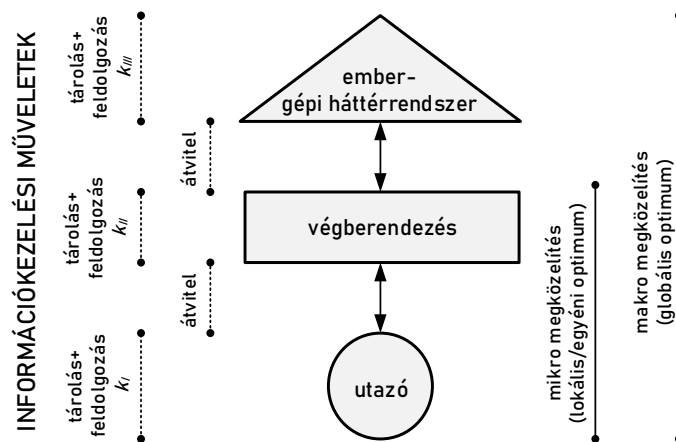 INFORMÁCIÓKEZELÉSI MŰVELETEK
tárolás+
feldolgozás
kIII
átvitel
tárolás+
feldolgozás
kII
átvitel
tárolás+
feldolgozás
kI
ember-
gépi háttérrendszer
végberendezés
utazó
mikro megközelítés
(lokális/egyéni optimum)
makro megközelítés
(globális optimum)